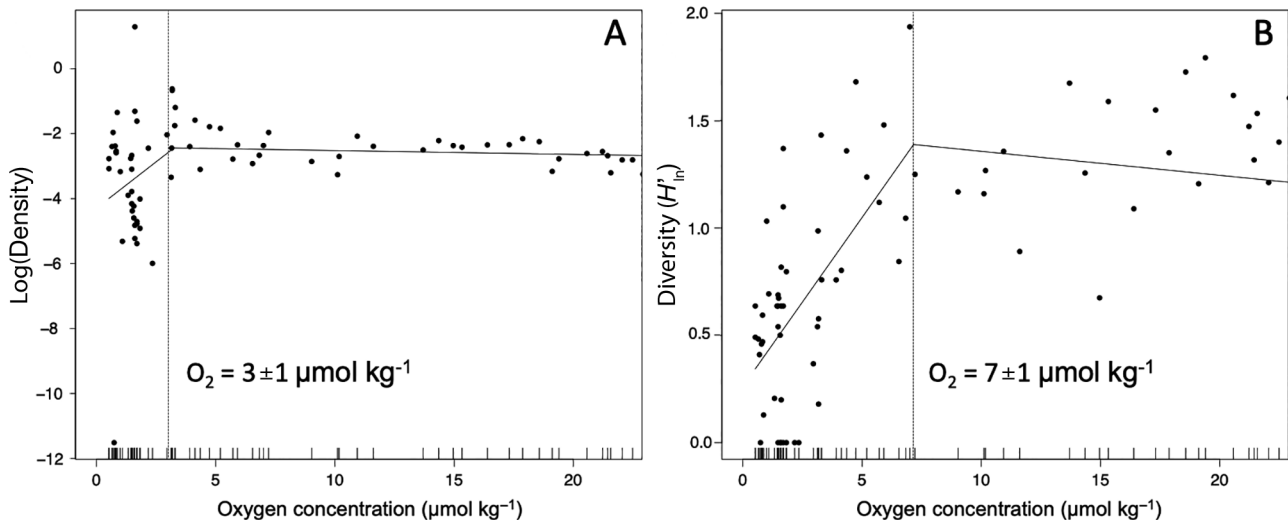 A
Log(Density)
0
−2
−4
−6
−8
−10
−12
O₂ = 3±1 µmol kg⁻¹
0
5
10
15
20
Oxygen concentration (µmol kg⁻¹)
B
Diversity (H'ln)
2.0
1.5
1.0
0.5
0.0
O₂ = 7±1 µmol kg⁻¹
0
5
10
15
20
Oxygen concentration (µmol kg⁻¹)